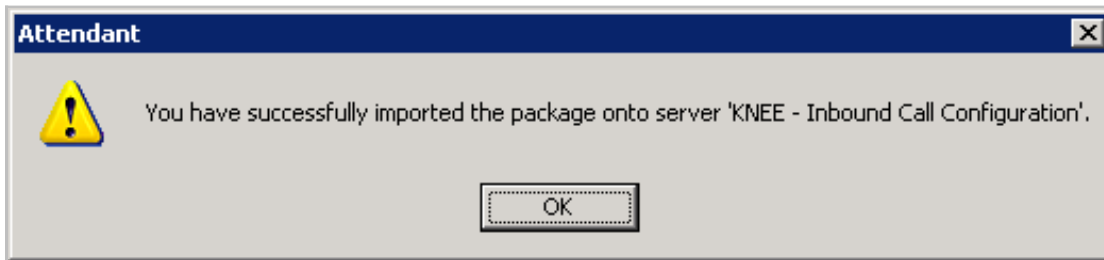 Attendant
You have successfully imported the package onto server 'KNEE - Inbound Call Configuration'.
OK